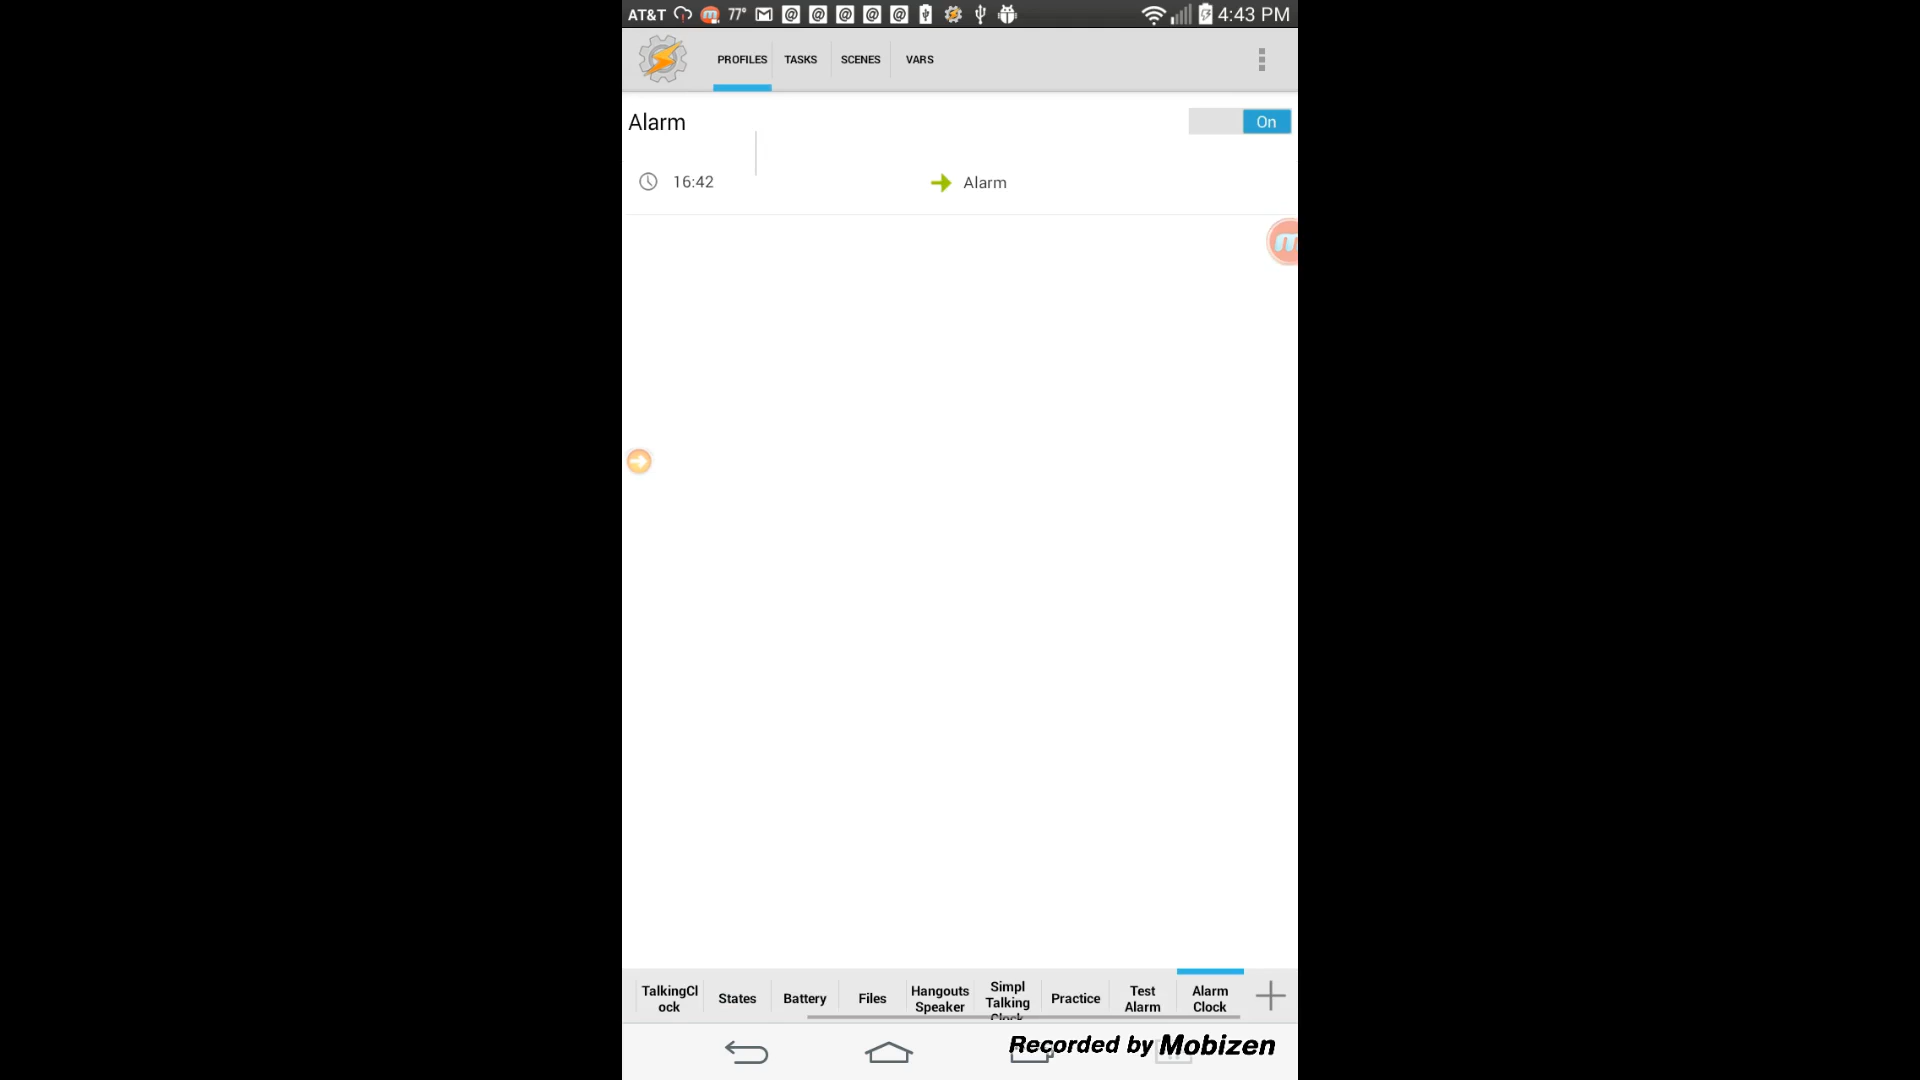 AT&T 77° 4:43 PM
PROFILES TASKS SCENES VARS
Alarm On
16:42 Alarm
TalkingCl
ock
States
Battery
Files
Hangouts
Speaker
Simpl
Talking
Clock
Practice
Test
Alarm
Alarm
Clock
Recorded by Mobizen